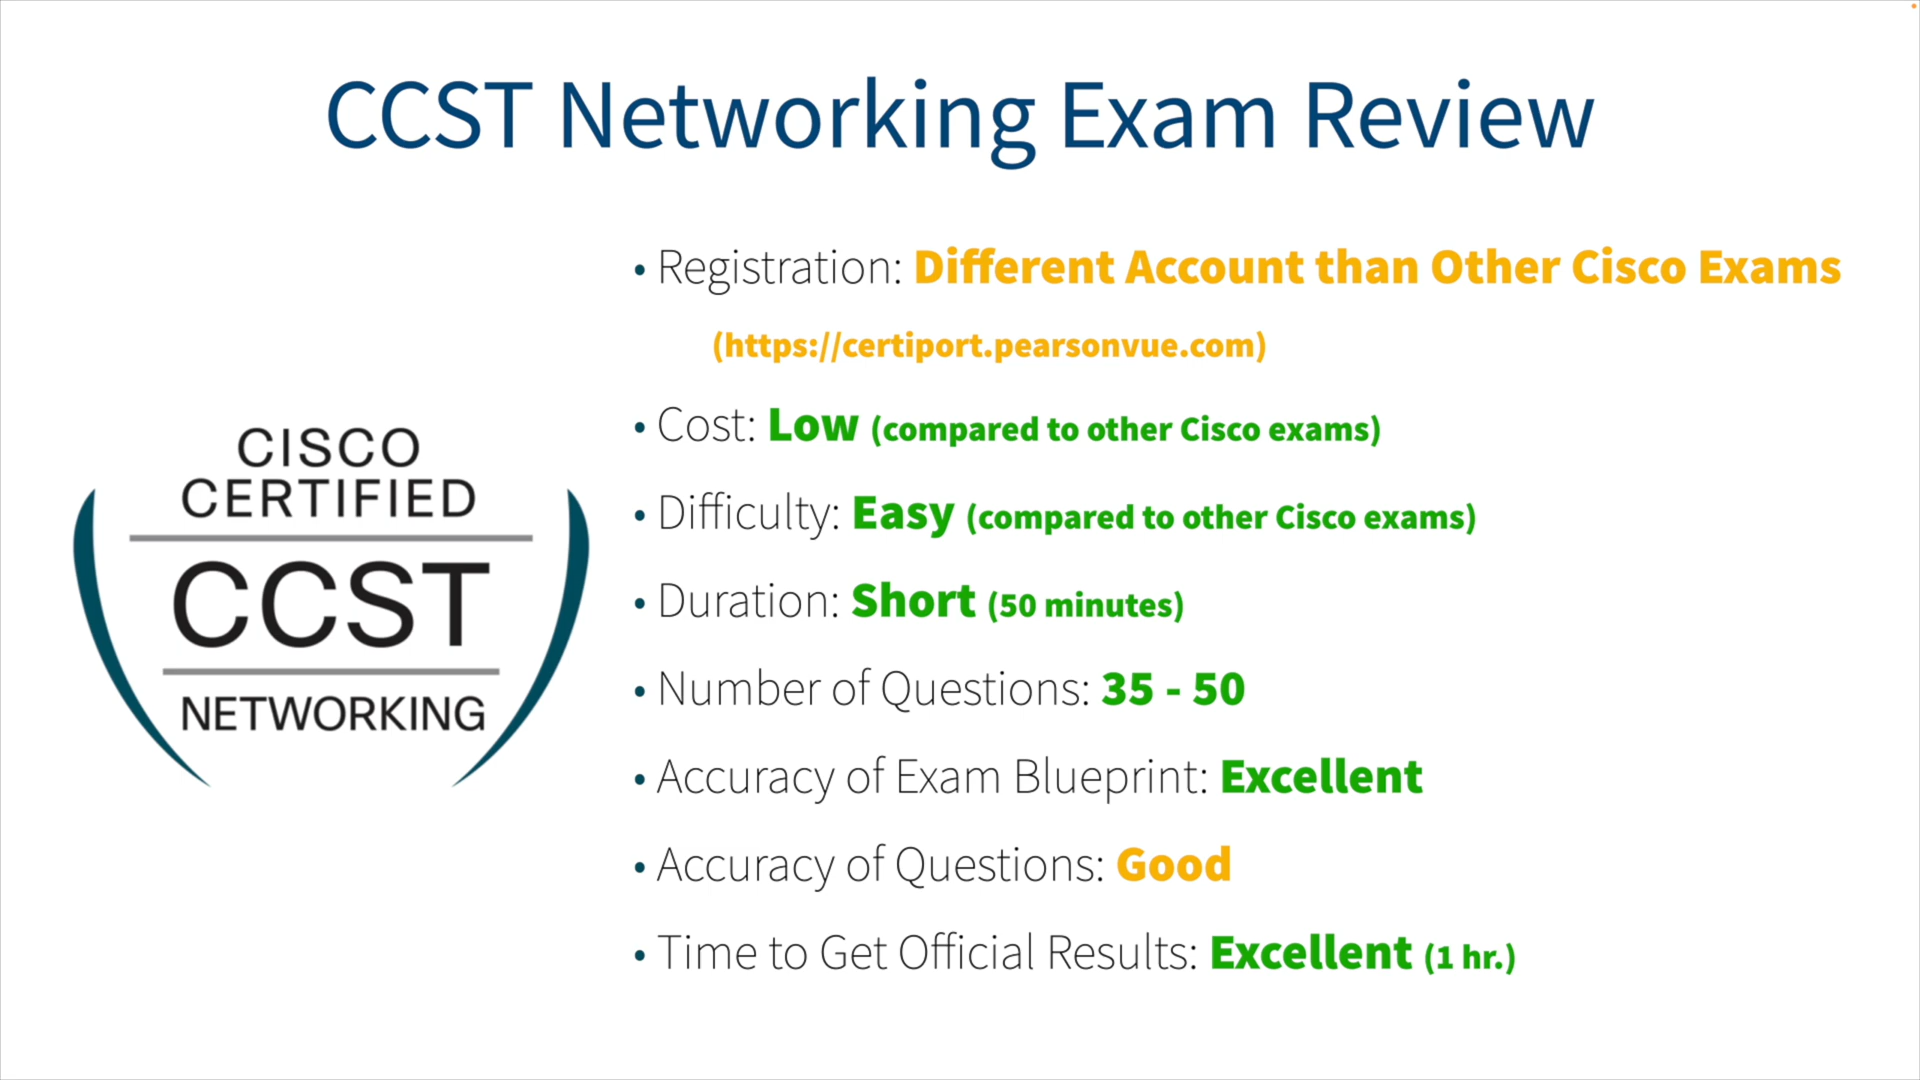 CCST Networking Exam Review
• Registration: Different Account than Other Cisco Exams
(https://certiport.pearsonvue.com)
• Cost: Low (compared to other Cisco exams)
• Difficulty: Easy (compared to other Cisco exams)
• Duration: Short (50 minutes)
• Number of Questions: 35 - 50
• Accuracy of Exam Blueprint: Excellent
• Accuracy of Questions: Good
• Time to Get Official Results: Excellent (1 hr.)
CISCO
CERTIFIED
CCST
NETWORKING